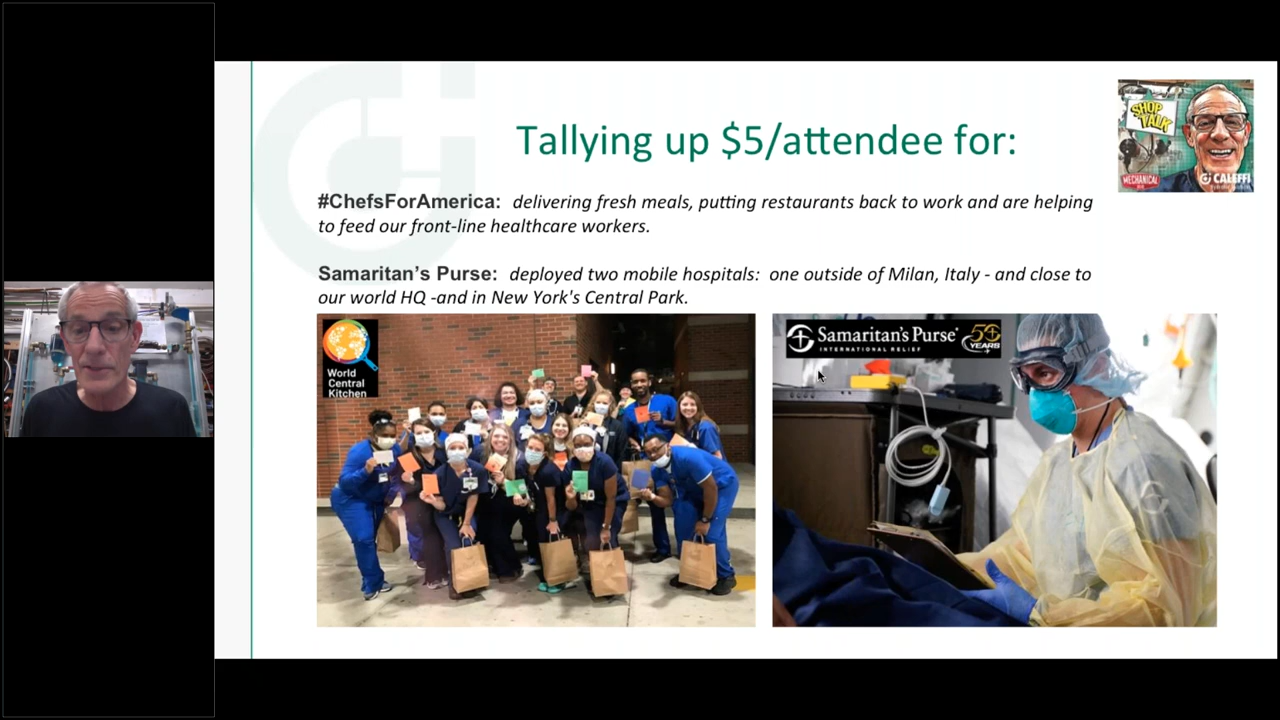 Tallying up $5/attendee for:
SHOP
TALK
MECHANICAL
CALEFFI
#ChefsForAmerica: delivering fresh meals, putting restaurants back to work and are helping
to feed our front-line healthcare workers.
Samaritan's Purse: deployed two mobile hospitals: one outside of Milan, Italy - and close to
our world HQ -and in New York's Central Park.
World
Central
Kitchen
Samaritan's Purse®
INTERNATIONAL RELIEF
50
YEARS